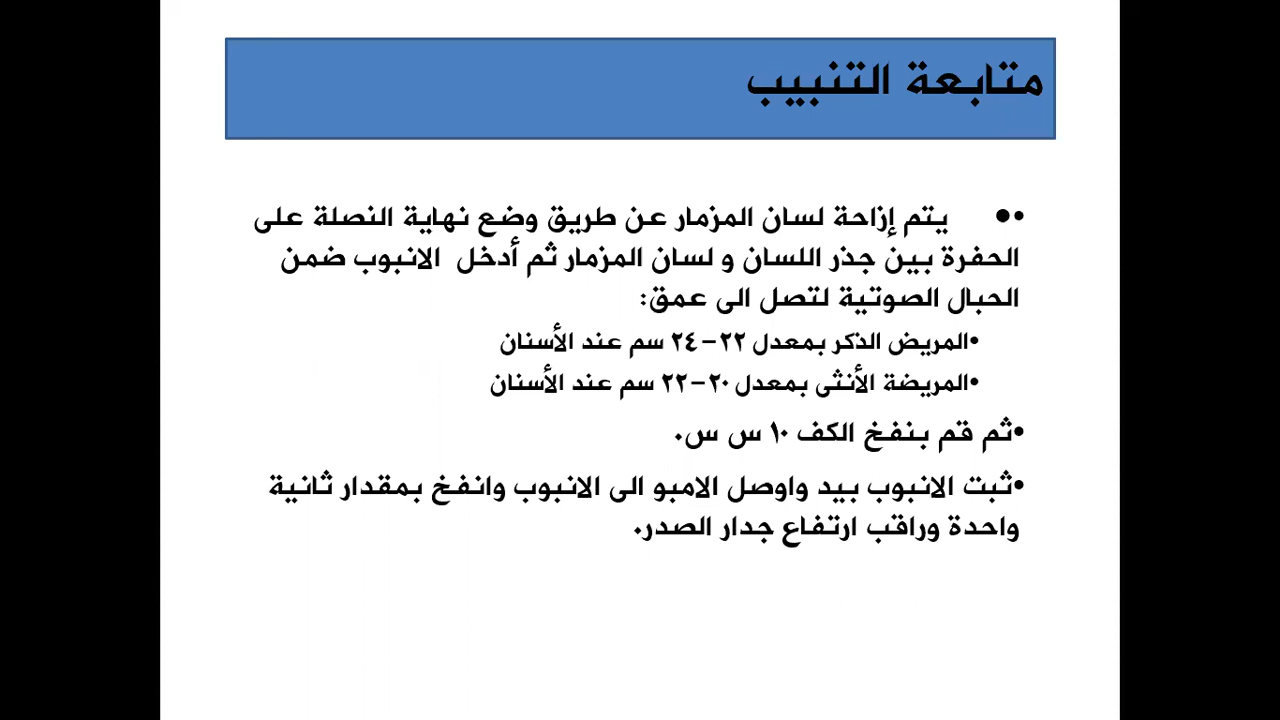 متابعة التنبيب
•● يتم إزاحة لسان المزمار عن طريق وضع نهاية النصلة على
الحفرة بين جذر اللسان و لسان المزمار ثم أدخل الانبوب ضمن
الحبال الصوتية لتصل الى عمق:
•المريض الذكر بمعدل ٢٢-٢٤ سم عند الأسنان
•المريضة الأنثى بمعدل ٢٠-٢٢ سم عند الأسنان
•ثم قم بنفخ الكف ١٠ س س.
•ثبت الانبوب بيد واوصل الامبو الى الانبوب وانفخ بمقدار ثانية
واحدة وراقب ارتفاع جدار الصدر.